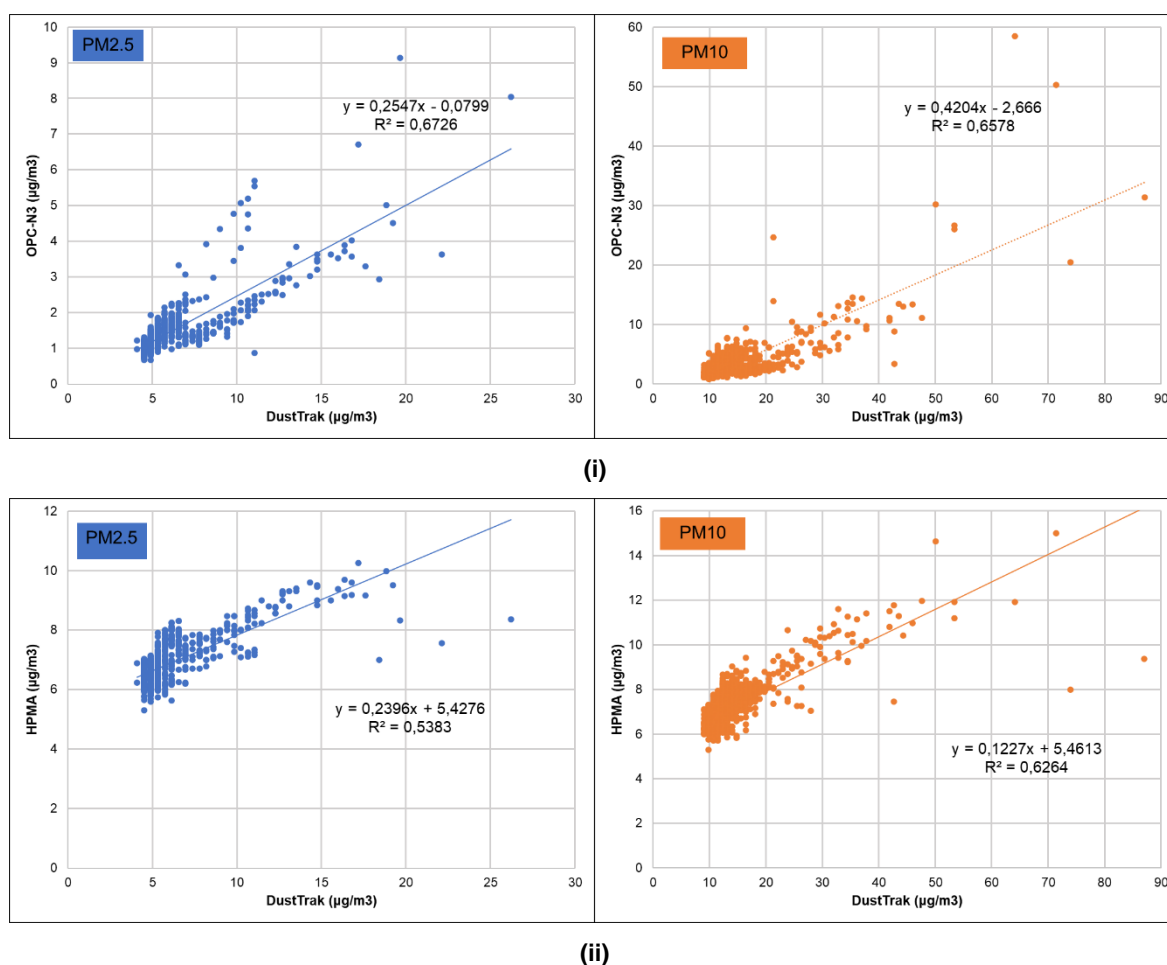 PM2.5
y = 0,2547x - 0,0799
R² = 0,6726
OPC-N3 (µg/m3)
10
9
8
7
6
5
4
3
2
1
0
0 5 10 15 20 25 30
DustTrak (µg/m3)
PM10
y = 0,4204x - 2,666
R² = 0,6578
OPC-N3 (µg/m3)
60
50
40
30
20
10
0
0 10 20 30 40 50 60 70 80 90
DustTrak (µg/m3)
(i)
PM2.5
y = 0,2396x + 5,4276
R² = 0,5383
HPMA (µg/m3)
12
10
8
6
4
2
0
0 5 10 15 20 25 30
DustTrak (µg/m3)
PM10
y = 0,1227x + 5,4613
R² = 0,6264
HPMA (µg/m3)
16
14
12
10
8
6
4
2
0
0 10 20 30 40 50 60 70 80 90
DustTrak (µg/m3)
(ii)